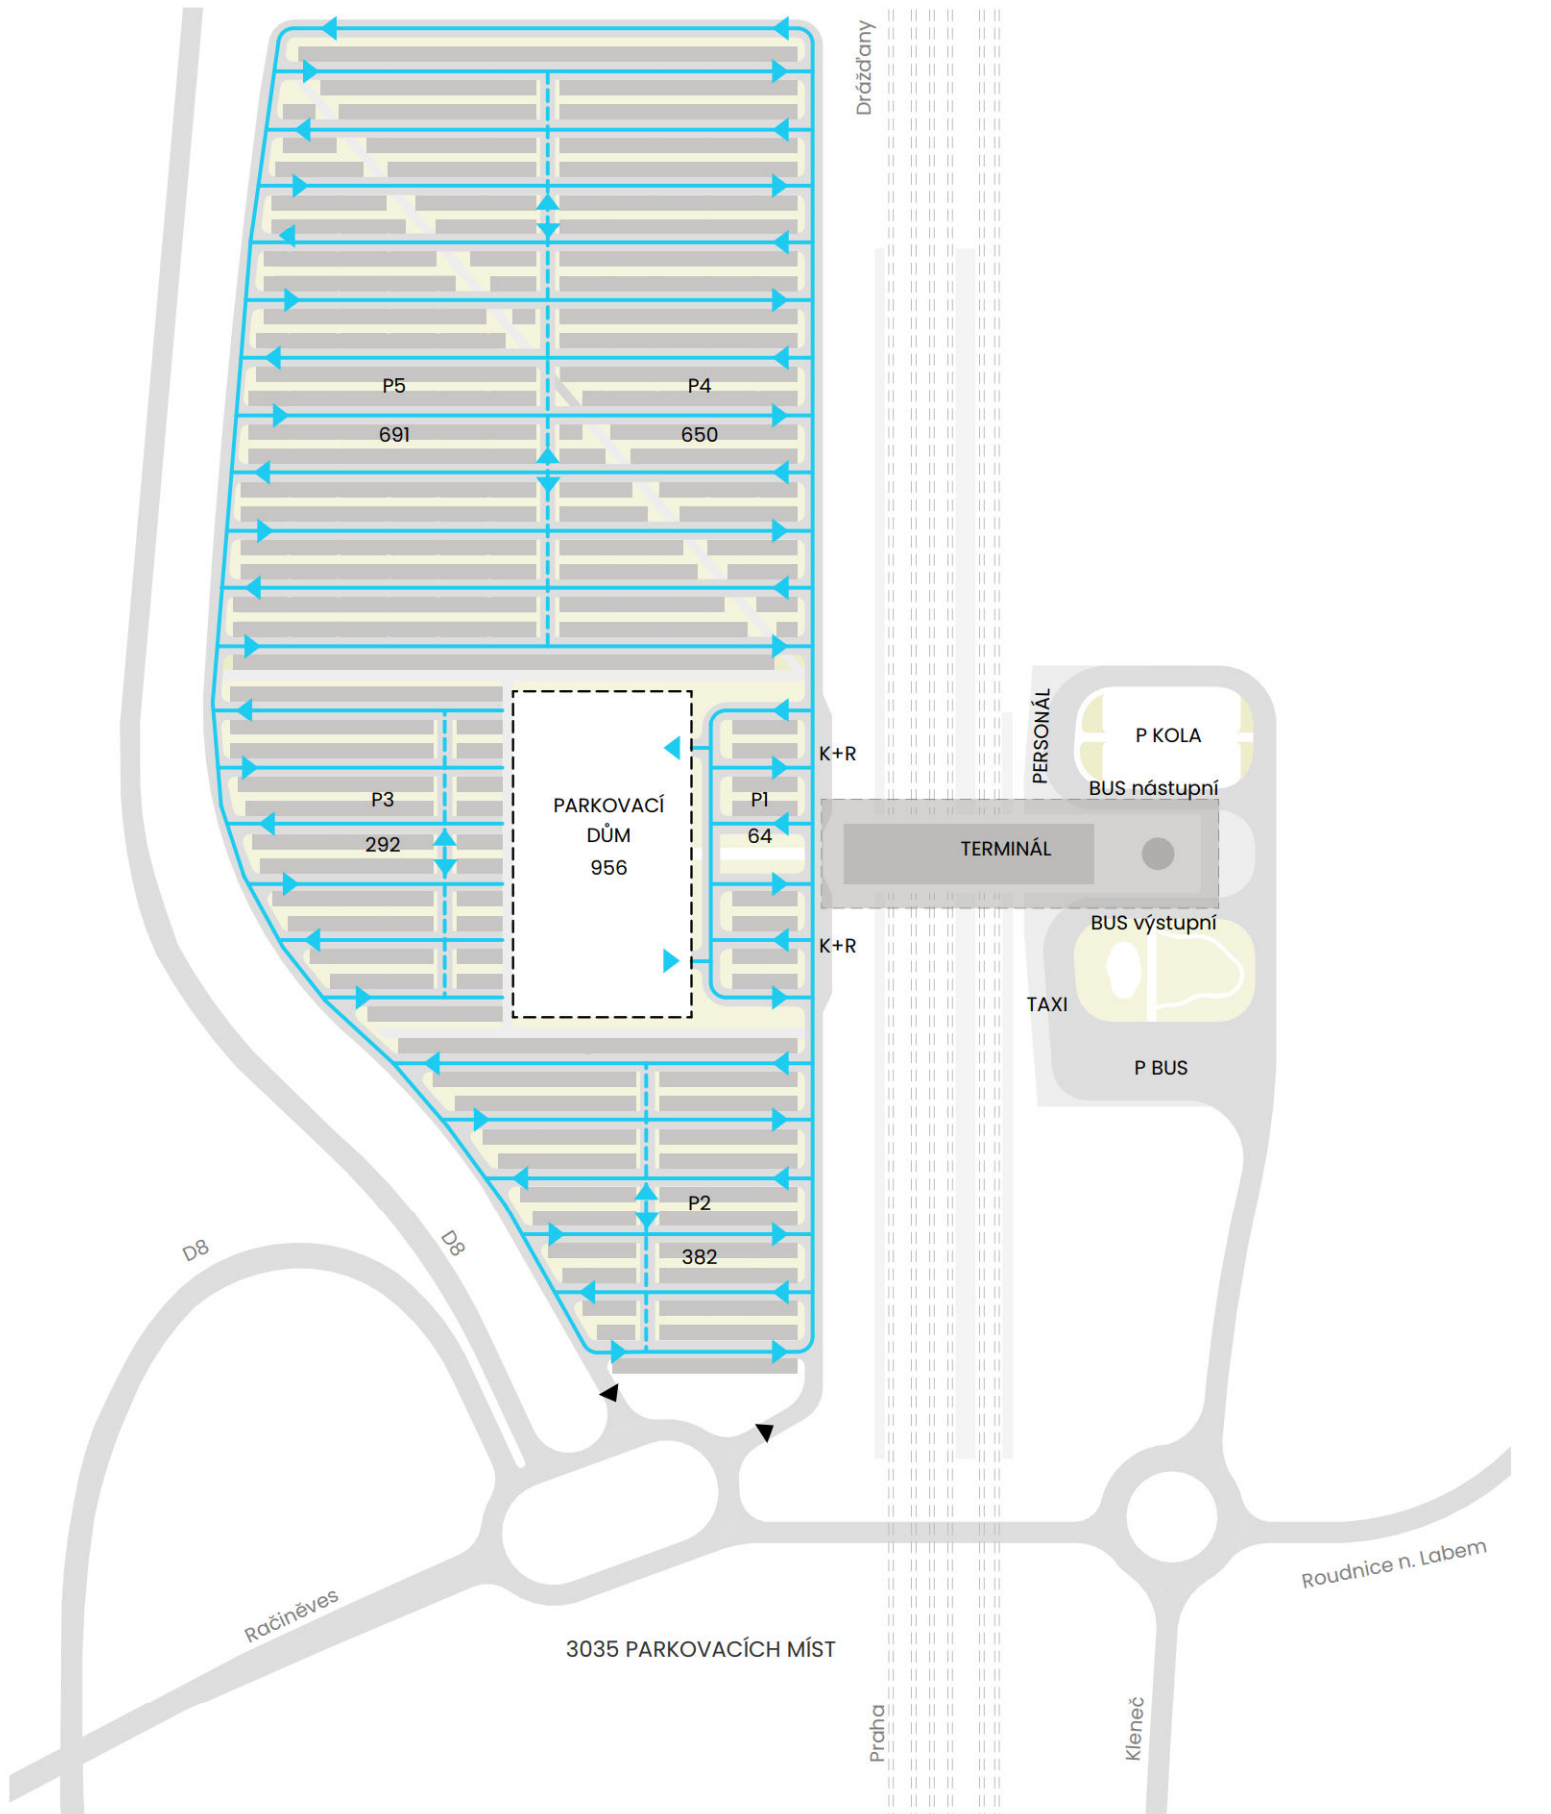 Drážďany
P5
P4
691
650
PERSONÁL
P KOLA
K+R
BUS nástupní
P3
PARKOVACÍ
DŮM
956
P1
64
292
TERMINÁL
BUS výstupní
K+R
TAXI
P BUS
P2
382
D8
D8
Račiněves
Roudnice n. Labem
3035 PARKOVACÍCH MÍST
Praha
Kleneč